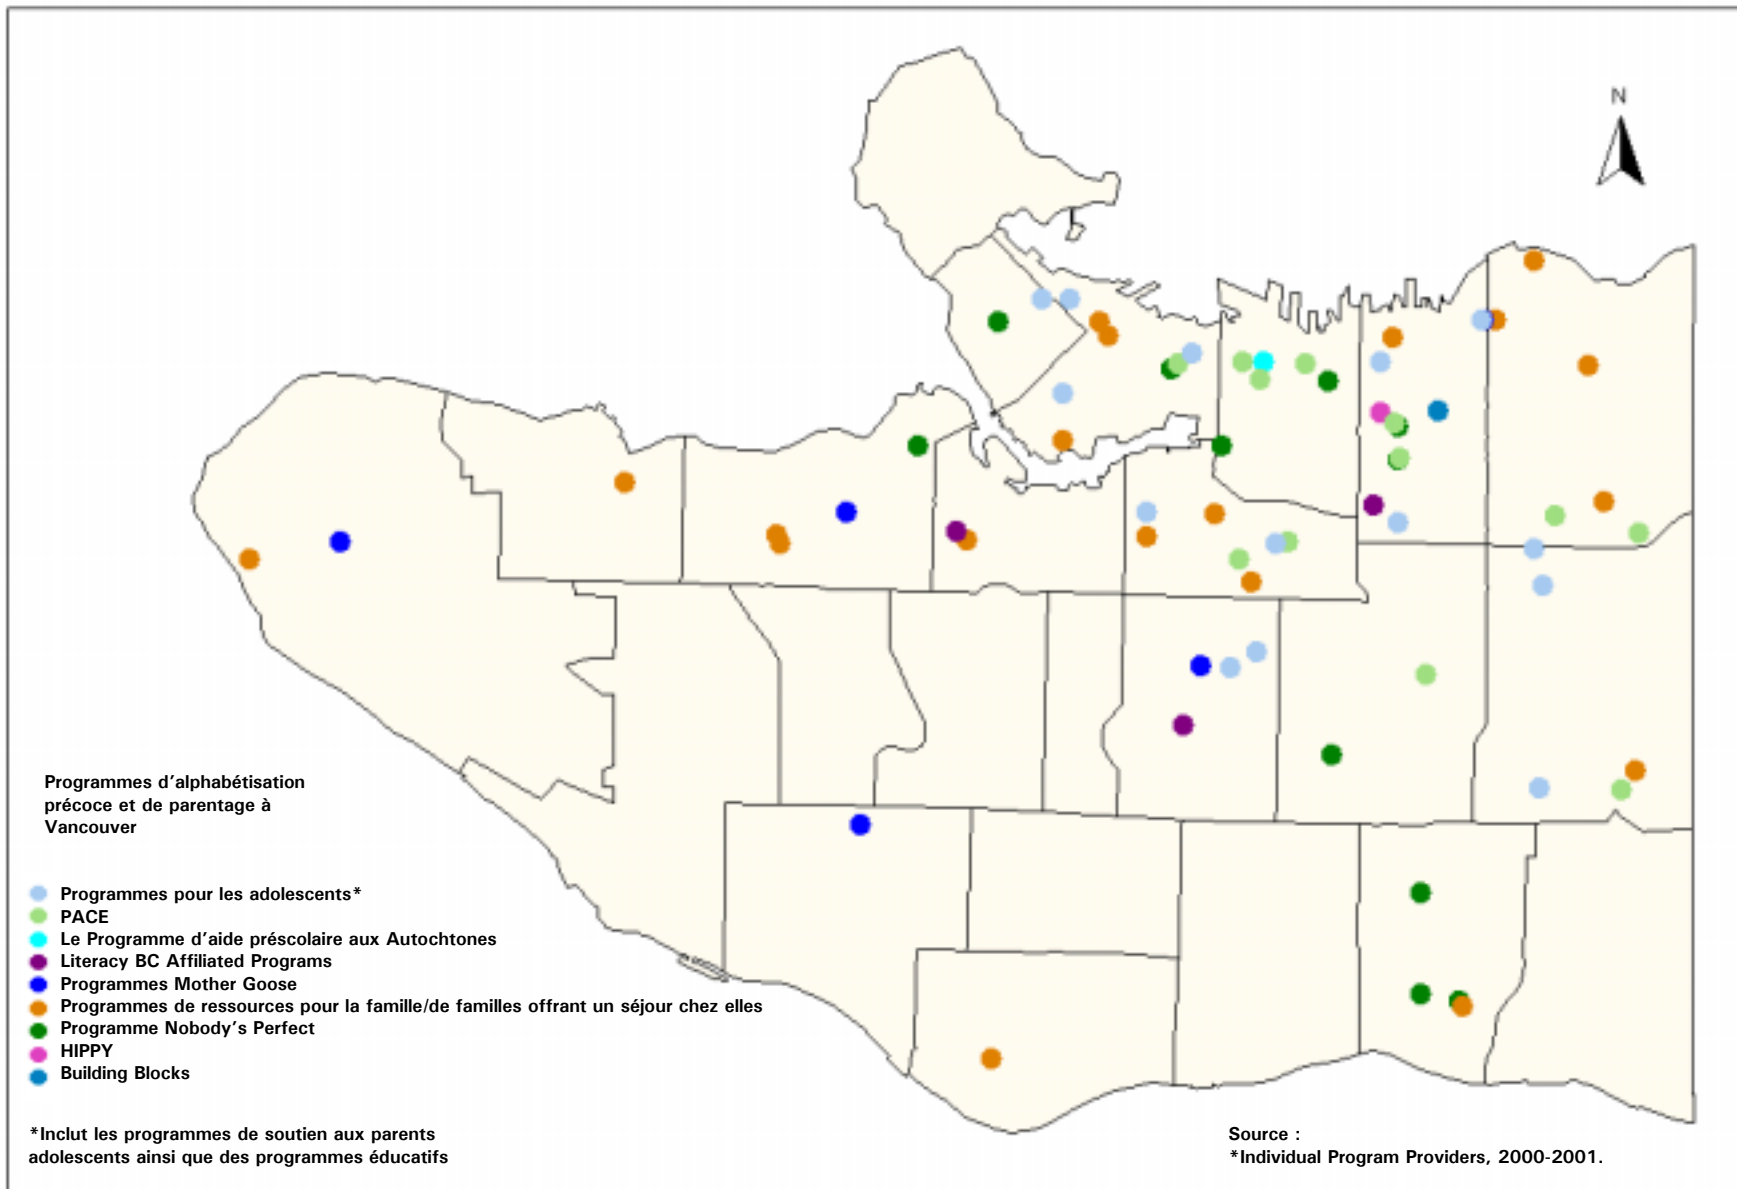 N
Programmes d'alphabétisation
précoce et de parentage à
Vancouver
Programmes pour les adolescents*
PACE
Le Programme d'aide préscolaire aux Autochtones
Literacy BC Affiliated Programs
Programmes Mother Goose
Programmes de ressources pour la famille/de familles offrant un séjour chez elles
Programme Nobody's Perfect
HIPPY
Building Blocks
*Inclut les programmes de soutien aux parents
adolescents ainsi que des programmes éducatifs
Source :
*Individual Program Providers, 2000-2001.